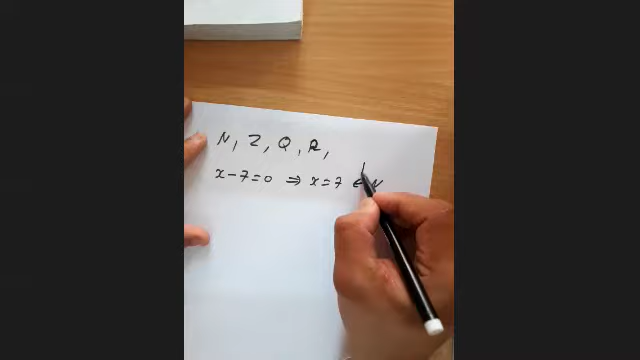 N, Z, Q, R,
x - 7 = 0 ⇒ x = 7 ∈ N